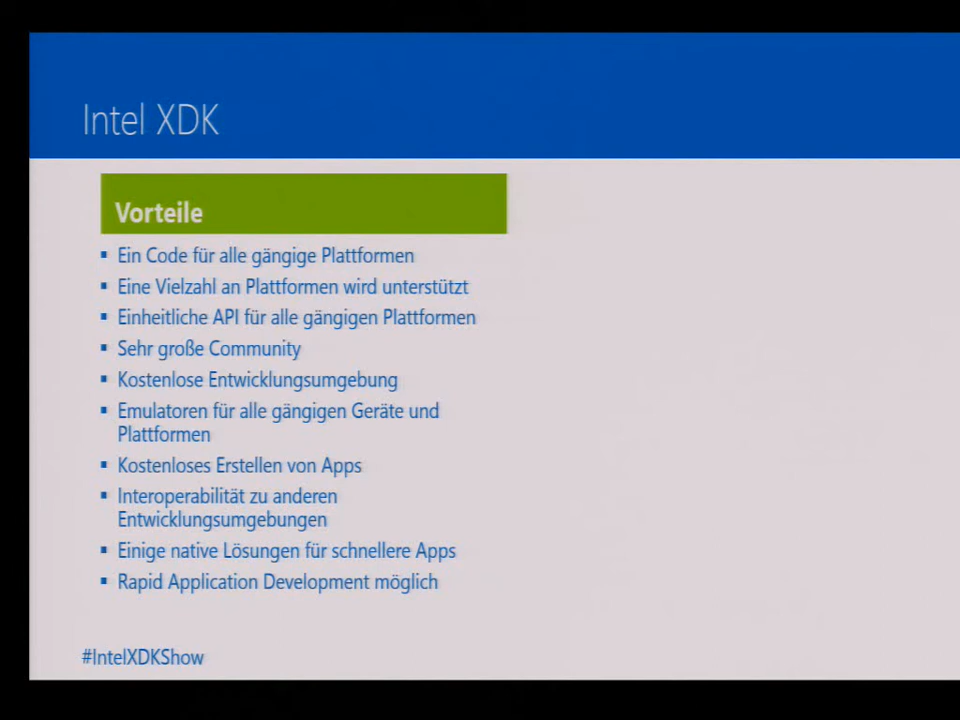 Intel XDK
Vorteile
▪ Ein Code für alle gängige Plattformen
▪ Eine Vielzahl an Plattformen wird unterstützt
▪ Einheitliche API für alle gängigen Plattformen
▪ Sehr große Community
▪ Kostenlose Entwicklungsumgebung
▪ Emulatoren für alle gängigen Geräte und
Plattformen
▪ Kostenloses Erstellen von Apps
▪ Interoperabilität zu anderen
Entwicklungsumgebungen
▪ Einige native Lösungen für schnellere Apps
▪ Rapid Application Development möglich
#IntelXDKShow